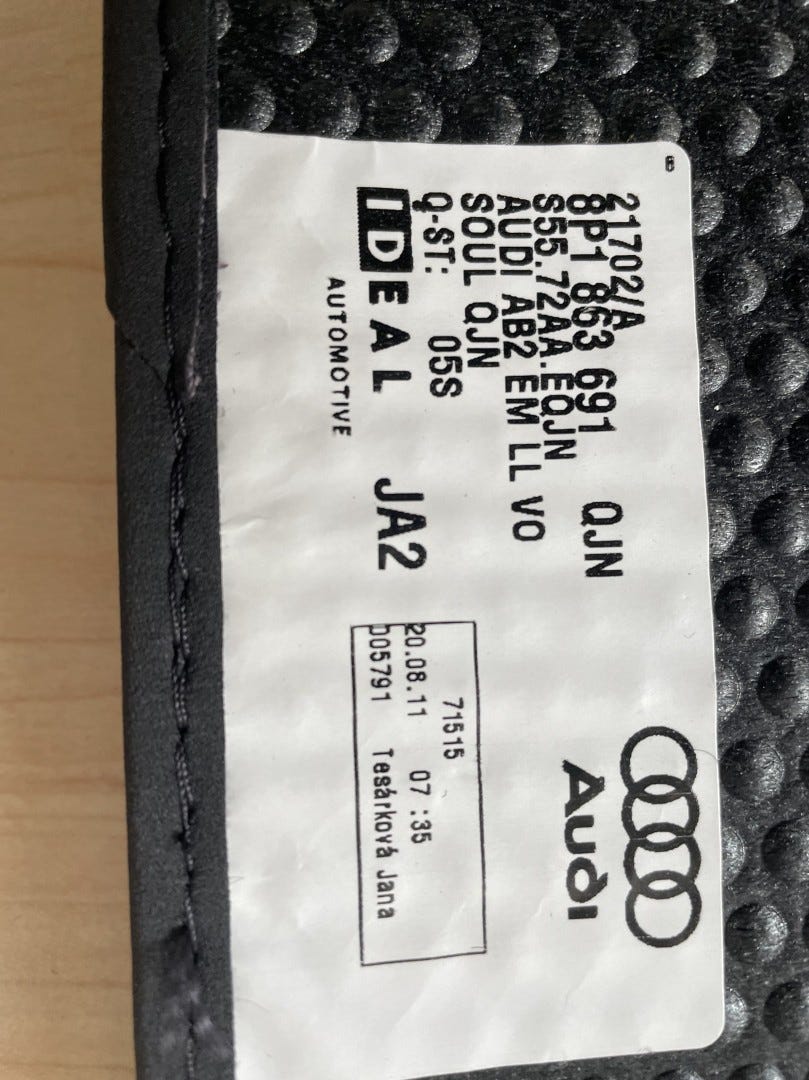 21702/A
8P1 863 691 QJN
S55.72AA.EQJN
AUDI AB2 EM LL VO
SOUL QJN
Q-ST: 05S
IDEAL JA2
AUTOMOTIVE
Audi
71515
20.08.11 07:35
005791 Tesárková Jana